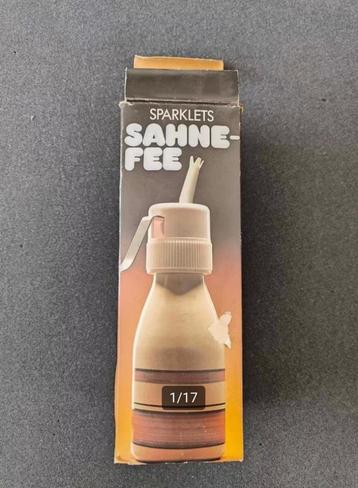 SPARKLETS
SAHNE-
FEE
1/17